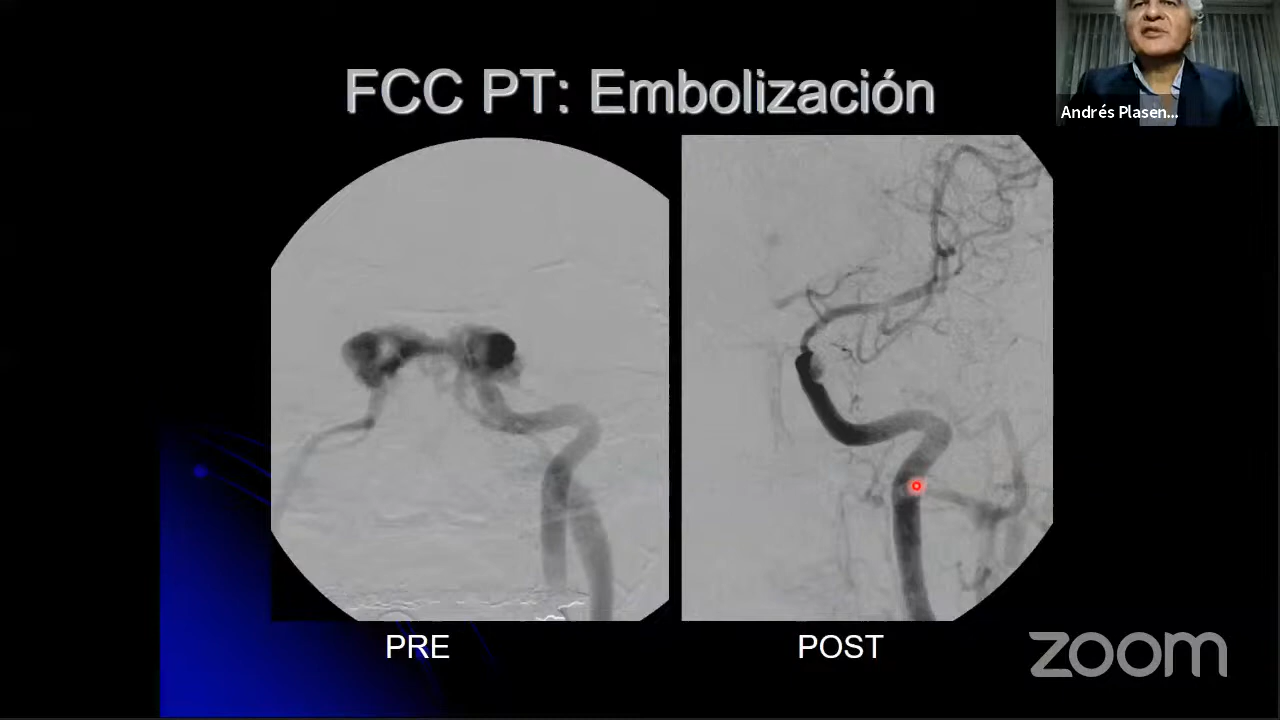 FCC PT: Embolización
Andrés Plasen...
PRE
POST
zoom